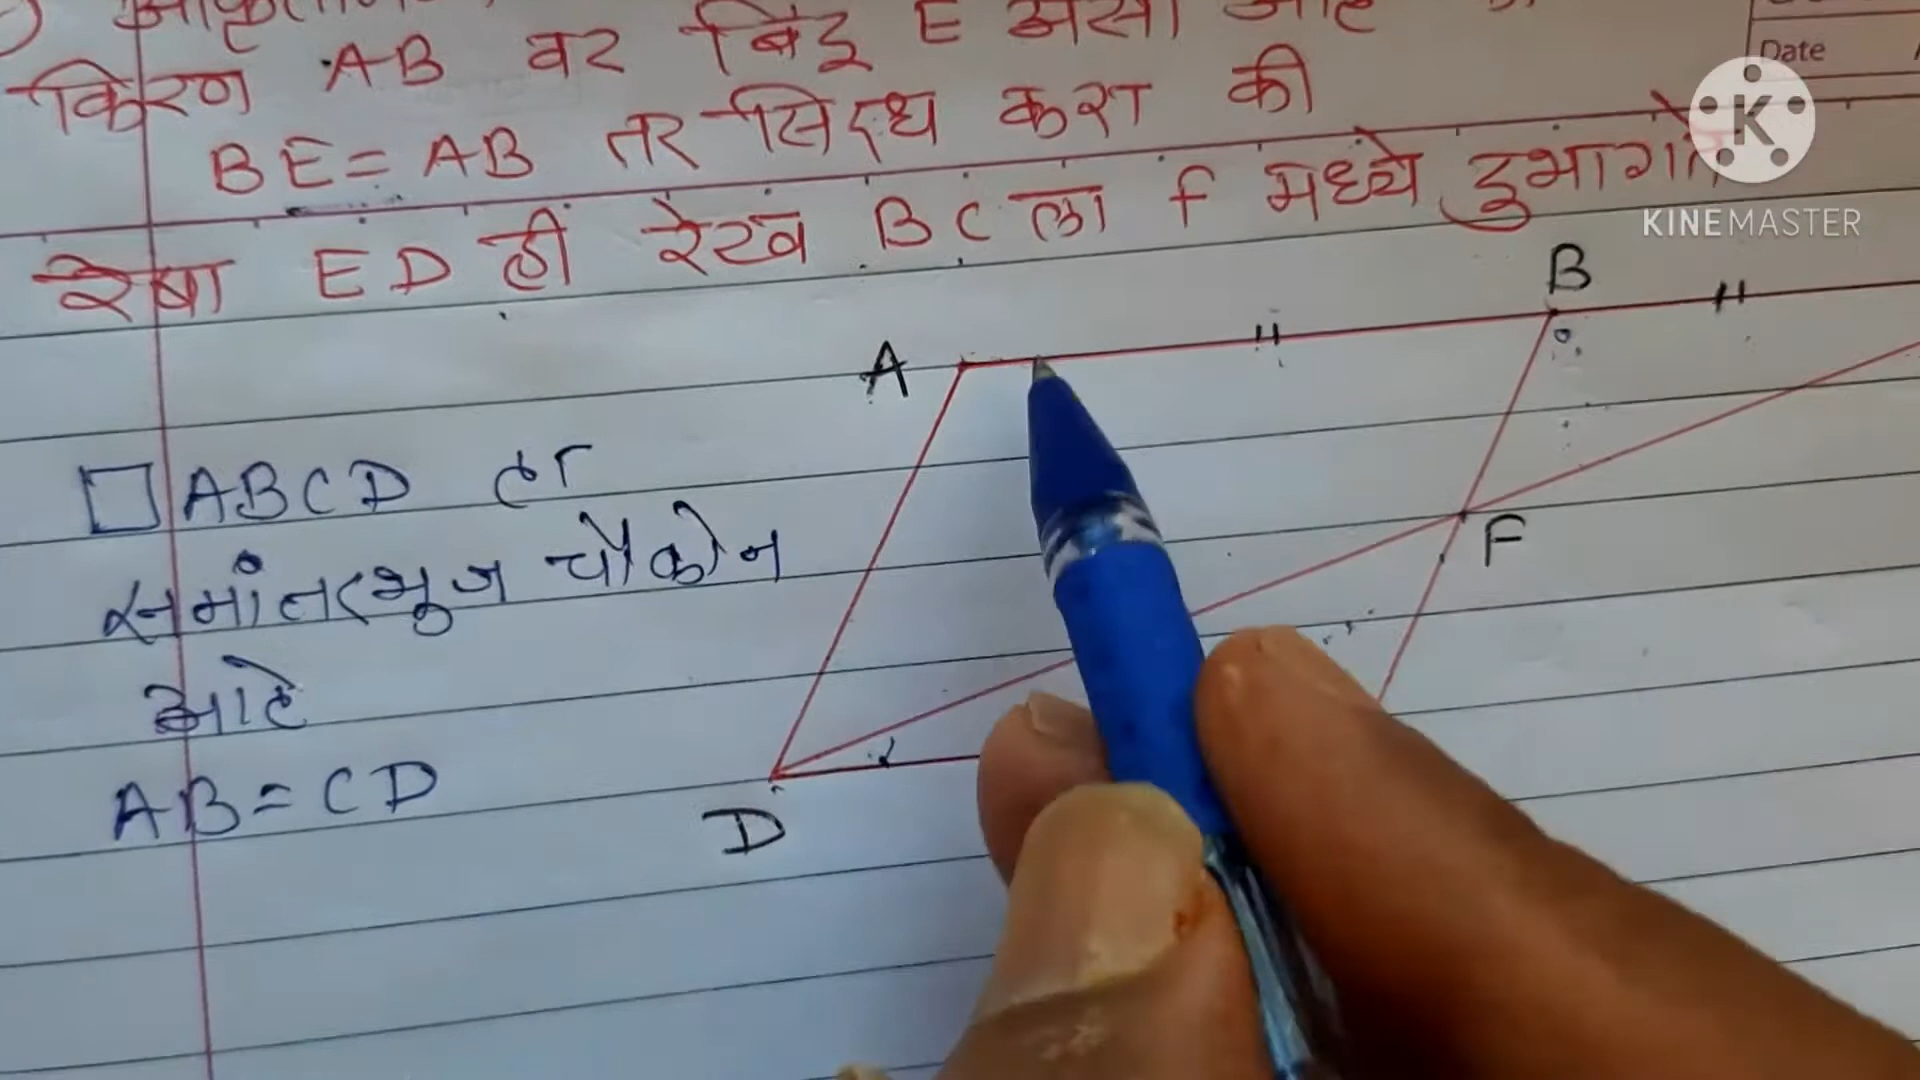 किरण AB वर बिंदू E असा आहे
BE = AB तर सिध्ध करा की
रेषा ED ही रेख BC ला F मध्ये दुभागते
Date
K
KINEMASTER
B
A
F
D
□ABCD हा
समांतरभुज चौकोन
आहे
AB = CD